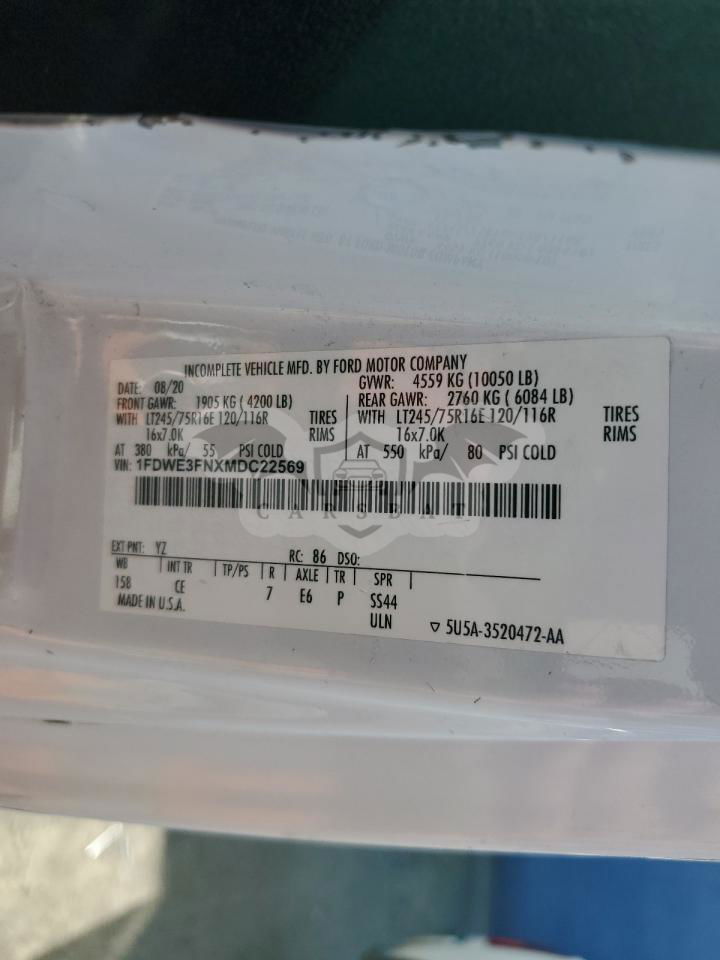 INCOMPLETE VEHICLE MFD. BY FORD MOTOR COMPANY
DATE: 08/20 GVWR: 4559 KG (10050 LB)
FRONT GAWR: 1905 KG ( 4200 LB) REAR GAWR: 2760 KG ( 6084 LB)
WITH LT245/75R16E 120/116R TIRES WITH LT245/75R16E 120/116R TIRES
16x7.0K RIMS 16x7.0K RIMS
AT 380 kPa/ 55 PSI COLD AT 550 kPa/ 80 PSI COLD
VIN: 1FDWE3FNXMDC22569
CARSDAT
EXT PNT: YZ RC: 86 DSO:
WB INT TR TP/PS R AXLE TR SPR
158 CE 7 E6 P SS44
MADE IN U.S.A. ULN
5U5A-3520472-AA